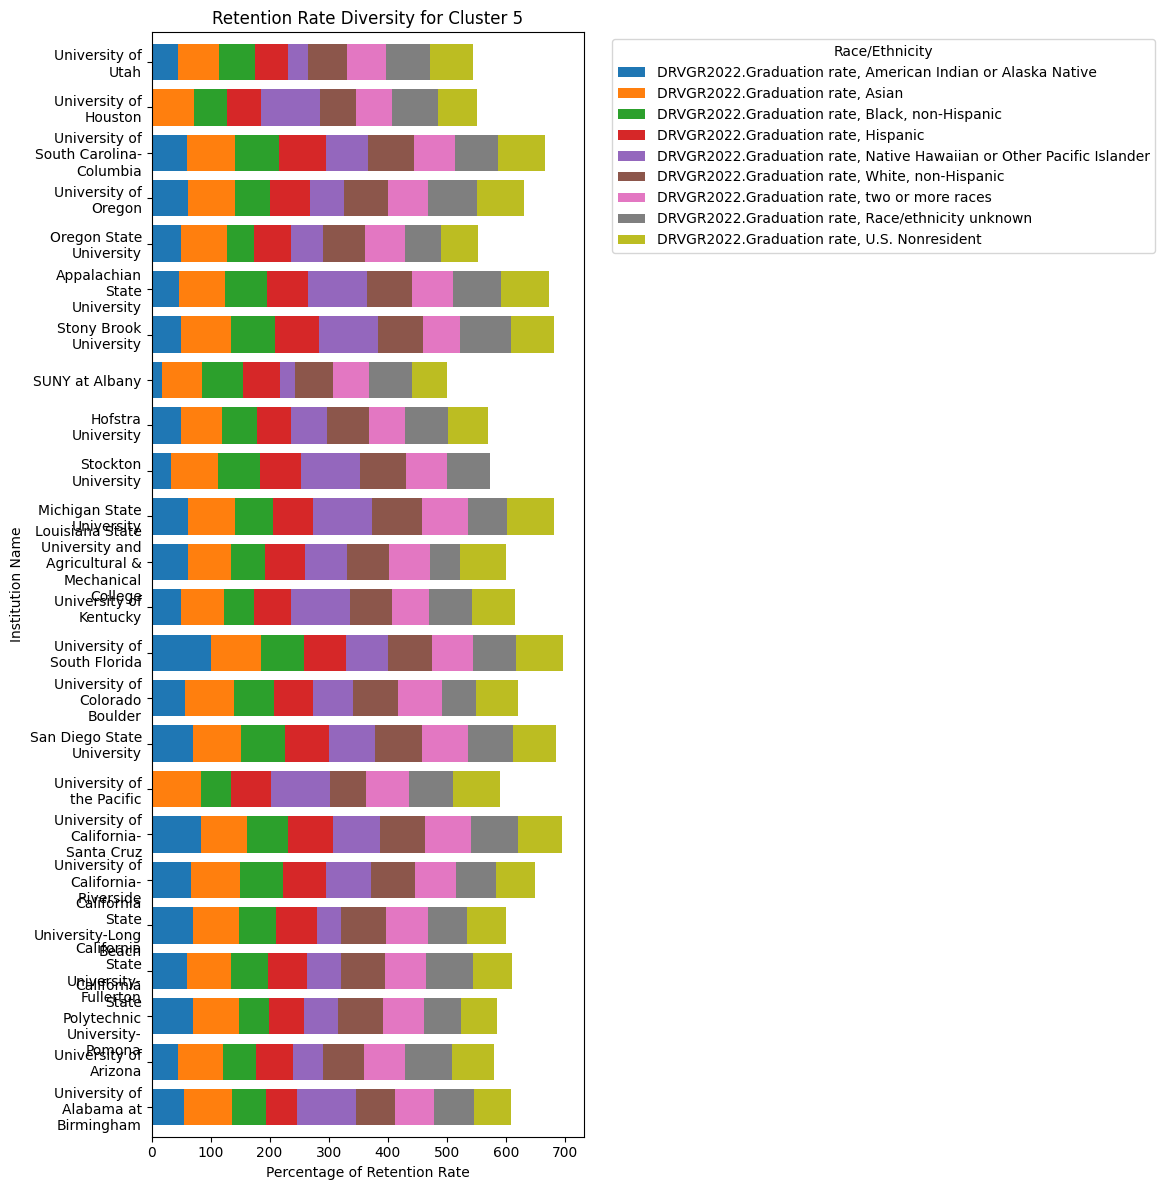 Retention Rate Diversity for Cluster 5
University of
Utah
University of
Houston
University of
South Carolina-
Columbia
University of
Oregon
Oregon State
University
Appalachian
State
University
Stony Brook
University
SUNY at Albany
Hofstra
University
Stockton
University
Michigan State
University
Louisiana State
University and
Agricultural &
Mechanical
College
University of
Kentucky
University of
South Florida
University of
Colorado
Boulder
San Diego State
University
University of
the Pacific
University of
California-
Santa Cruz
University of
California-
Riverside
California
State
University-Long
Beach
California
State
University-
Fullerton
California
State
Polytechnic
University-
Pomona
University of
Arizona
University of
Alabama at
Birmingham
Institution Name
0 100 200 300 400 500 600 700
Percentage of Retention Rate
Race/Ethnicity
DRVGR2022.Graduation rate, American Indian or Alaska Native
DRVGR2022.Graduation rate, Asian
DRVGR2022.Graduation rate, Black, non-Hispanic
DRVGR2022.Graduation rate, Hispanic
DRVGR2022.Graduation rate, Native Hawaiian or Other Pacific Islander
DRVGR2022.Graduation rate, White, non-Hispanic
DRVGR2022.Graduation rate, two or more races
DRVGR2022.Graduation rate, Race/ethnicity unknown
DRVGR2022.Graduation rate, U.S. Nonresident